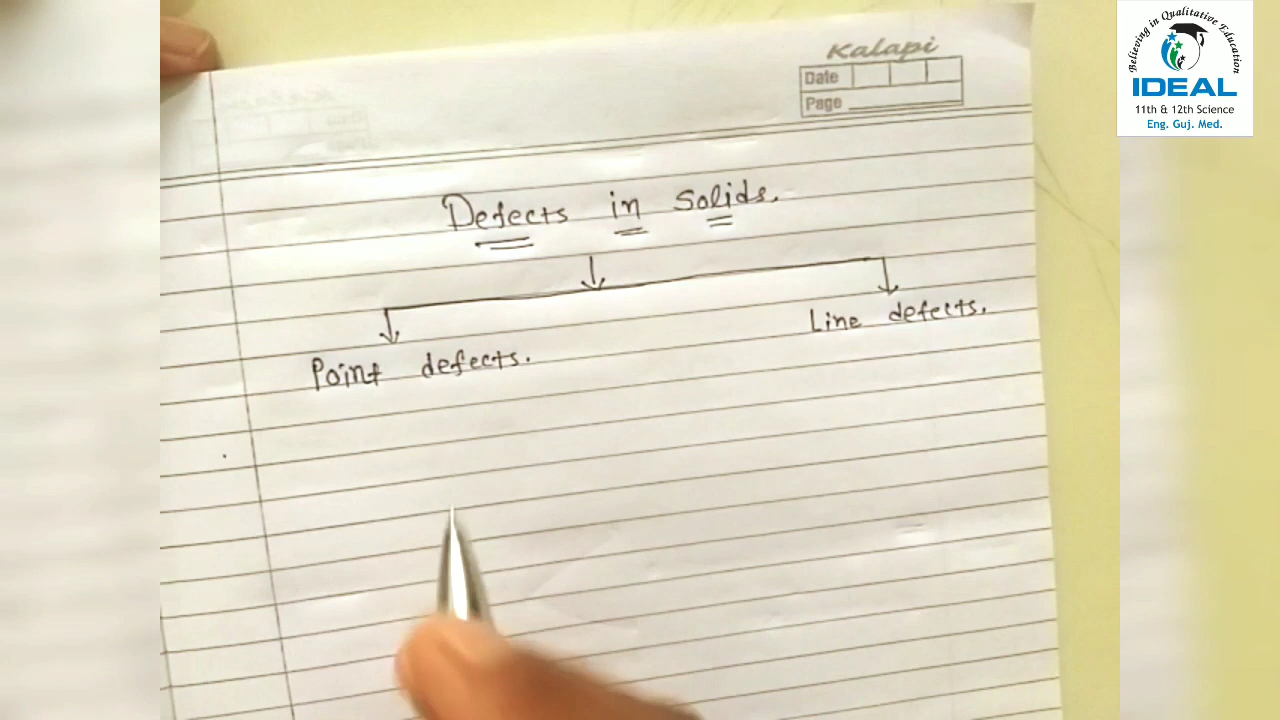 Believing in Qualitative Education
IDEAL
11th & 12th Science
Eng. Guj. Med.
Kalapi
Date
Page
Defects in Solids.
Line defects.
Point defects.